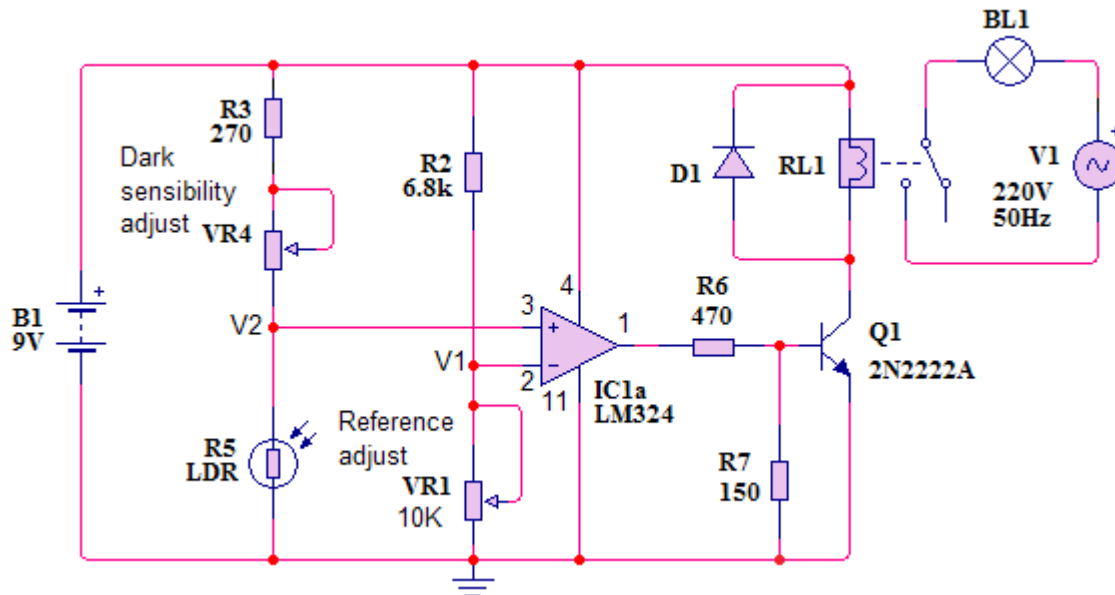 BL1
R3
270
Dark
sensibility
adjust
VR4
R2
6.8k
D1
RL1
+
V1
220V
50Hz
+
B1
9V
V2
4
3
+
1
R6
470
Q1
2N2222A
V1
−
2
11
IC1a
LM324
R5
LDR
Reference
adjust
VR1
10K
R7
150